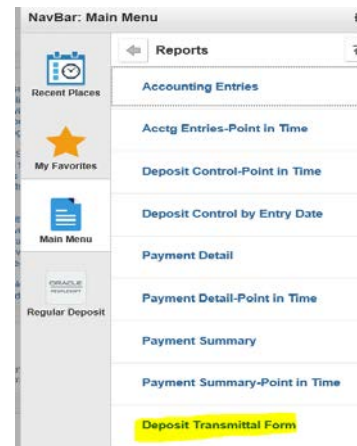 NavBar: Main Menu
Reports
Recent Places
My Favorites
Main Menu
ORACLE
PEOPLESOFT
Regular Deposit
Accounting Entries
Acctg Entries-Point in Time
Deposit Control-Point in Time
Deposit Control by Entry Date
Payment Detail
Payment Detail-Point in Time
Payment Summary
Payment Summary-Point in Time
Deposit Transmittal Form